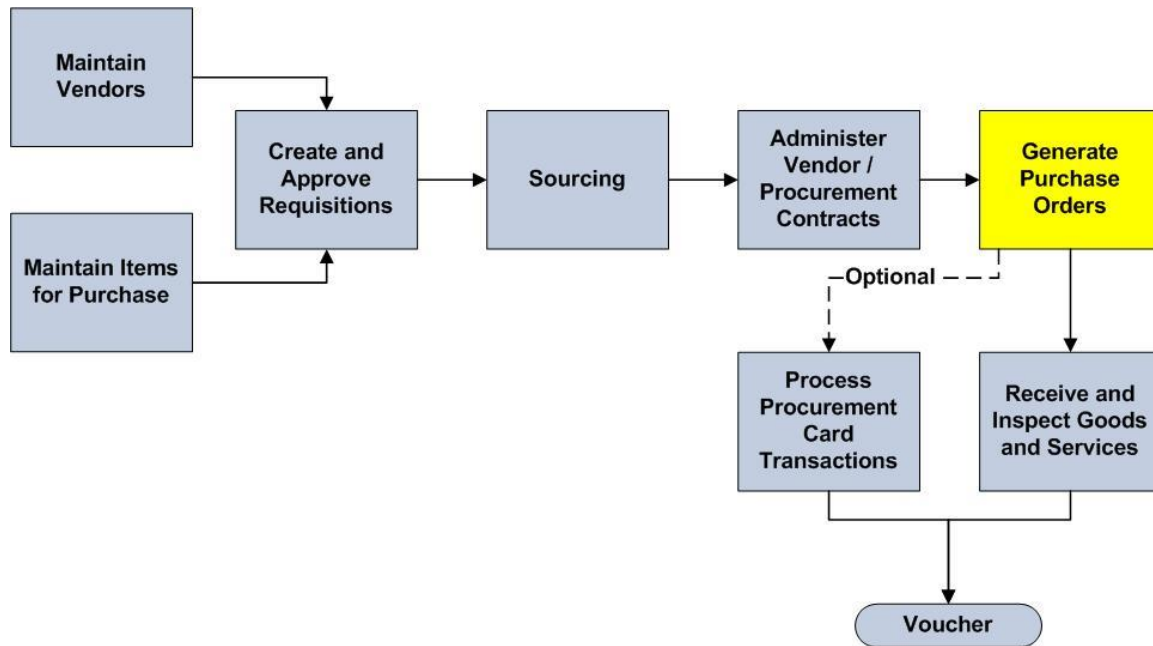 Maintain
Vendors
Create and
Approve
Requisitions
Sourcing
Administer
Vendor /
Procurement
Contracts
Generate
Purchase
Orders
Maintain Items
for Purchase
Optional
Process
Procurement
Card
Transactions
Receive and
Inspect Goods
and Services
Voucher